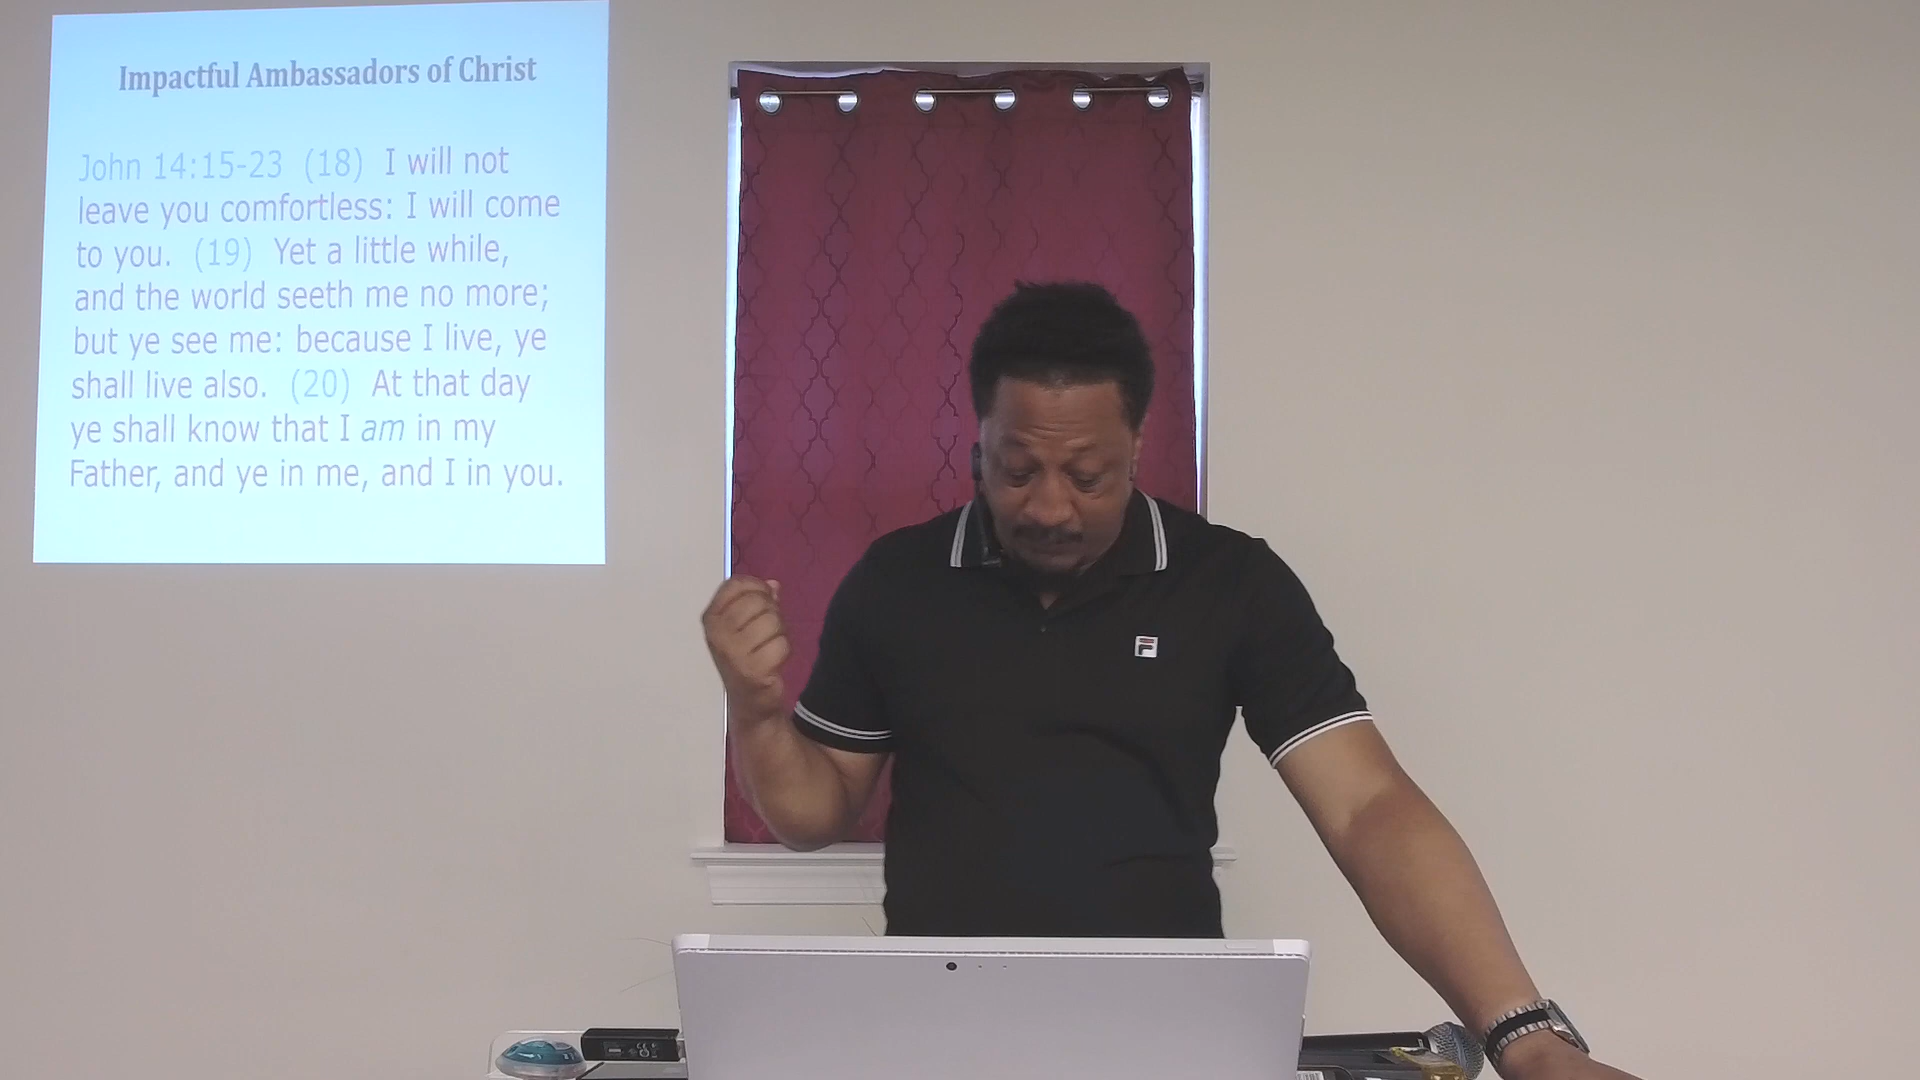 Impactful Ambassadors of Christ
John 14:15-23 (18) I will not
leave you comfortless: I will come
to you. (19) Yet a little while,
and the world seeth me no more;
but ye see me: because I live, ye
shall live also. (20) At that day
ye shall know that I am in my
Father, and ye in me, and I in you.